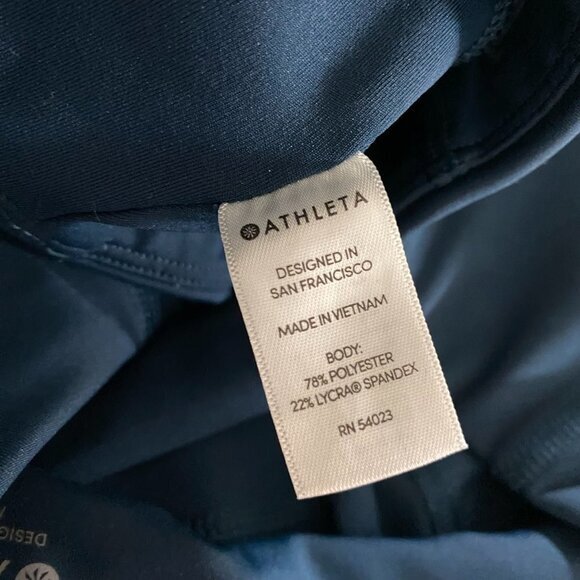 ATHLETA
DESIGNED IN
SAN FRANCISCO
MADE IN VIETNAM
BODY:
78% POLYESTER
22% LYCRA® SPANDEX
RN 54023